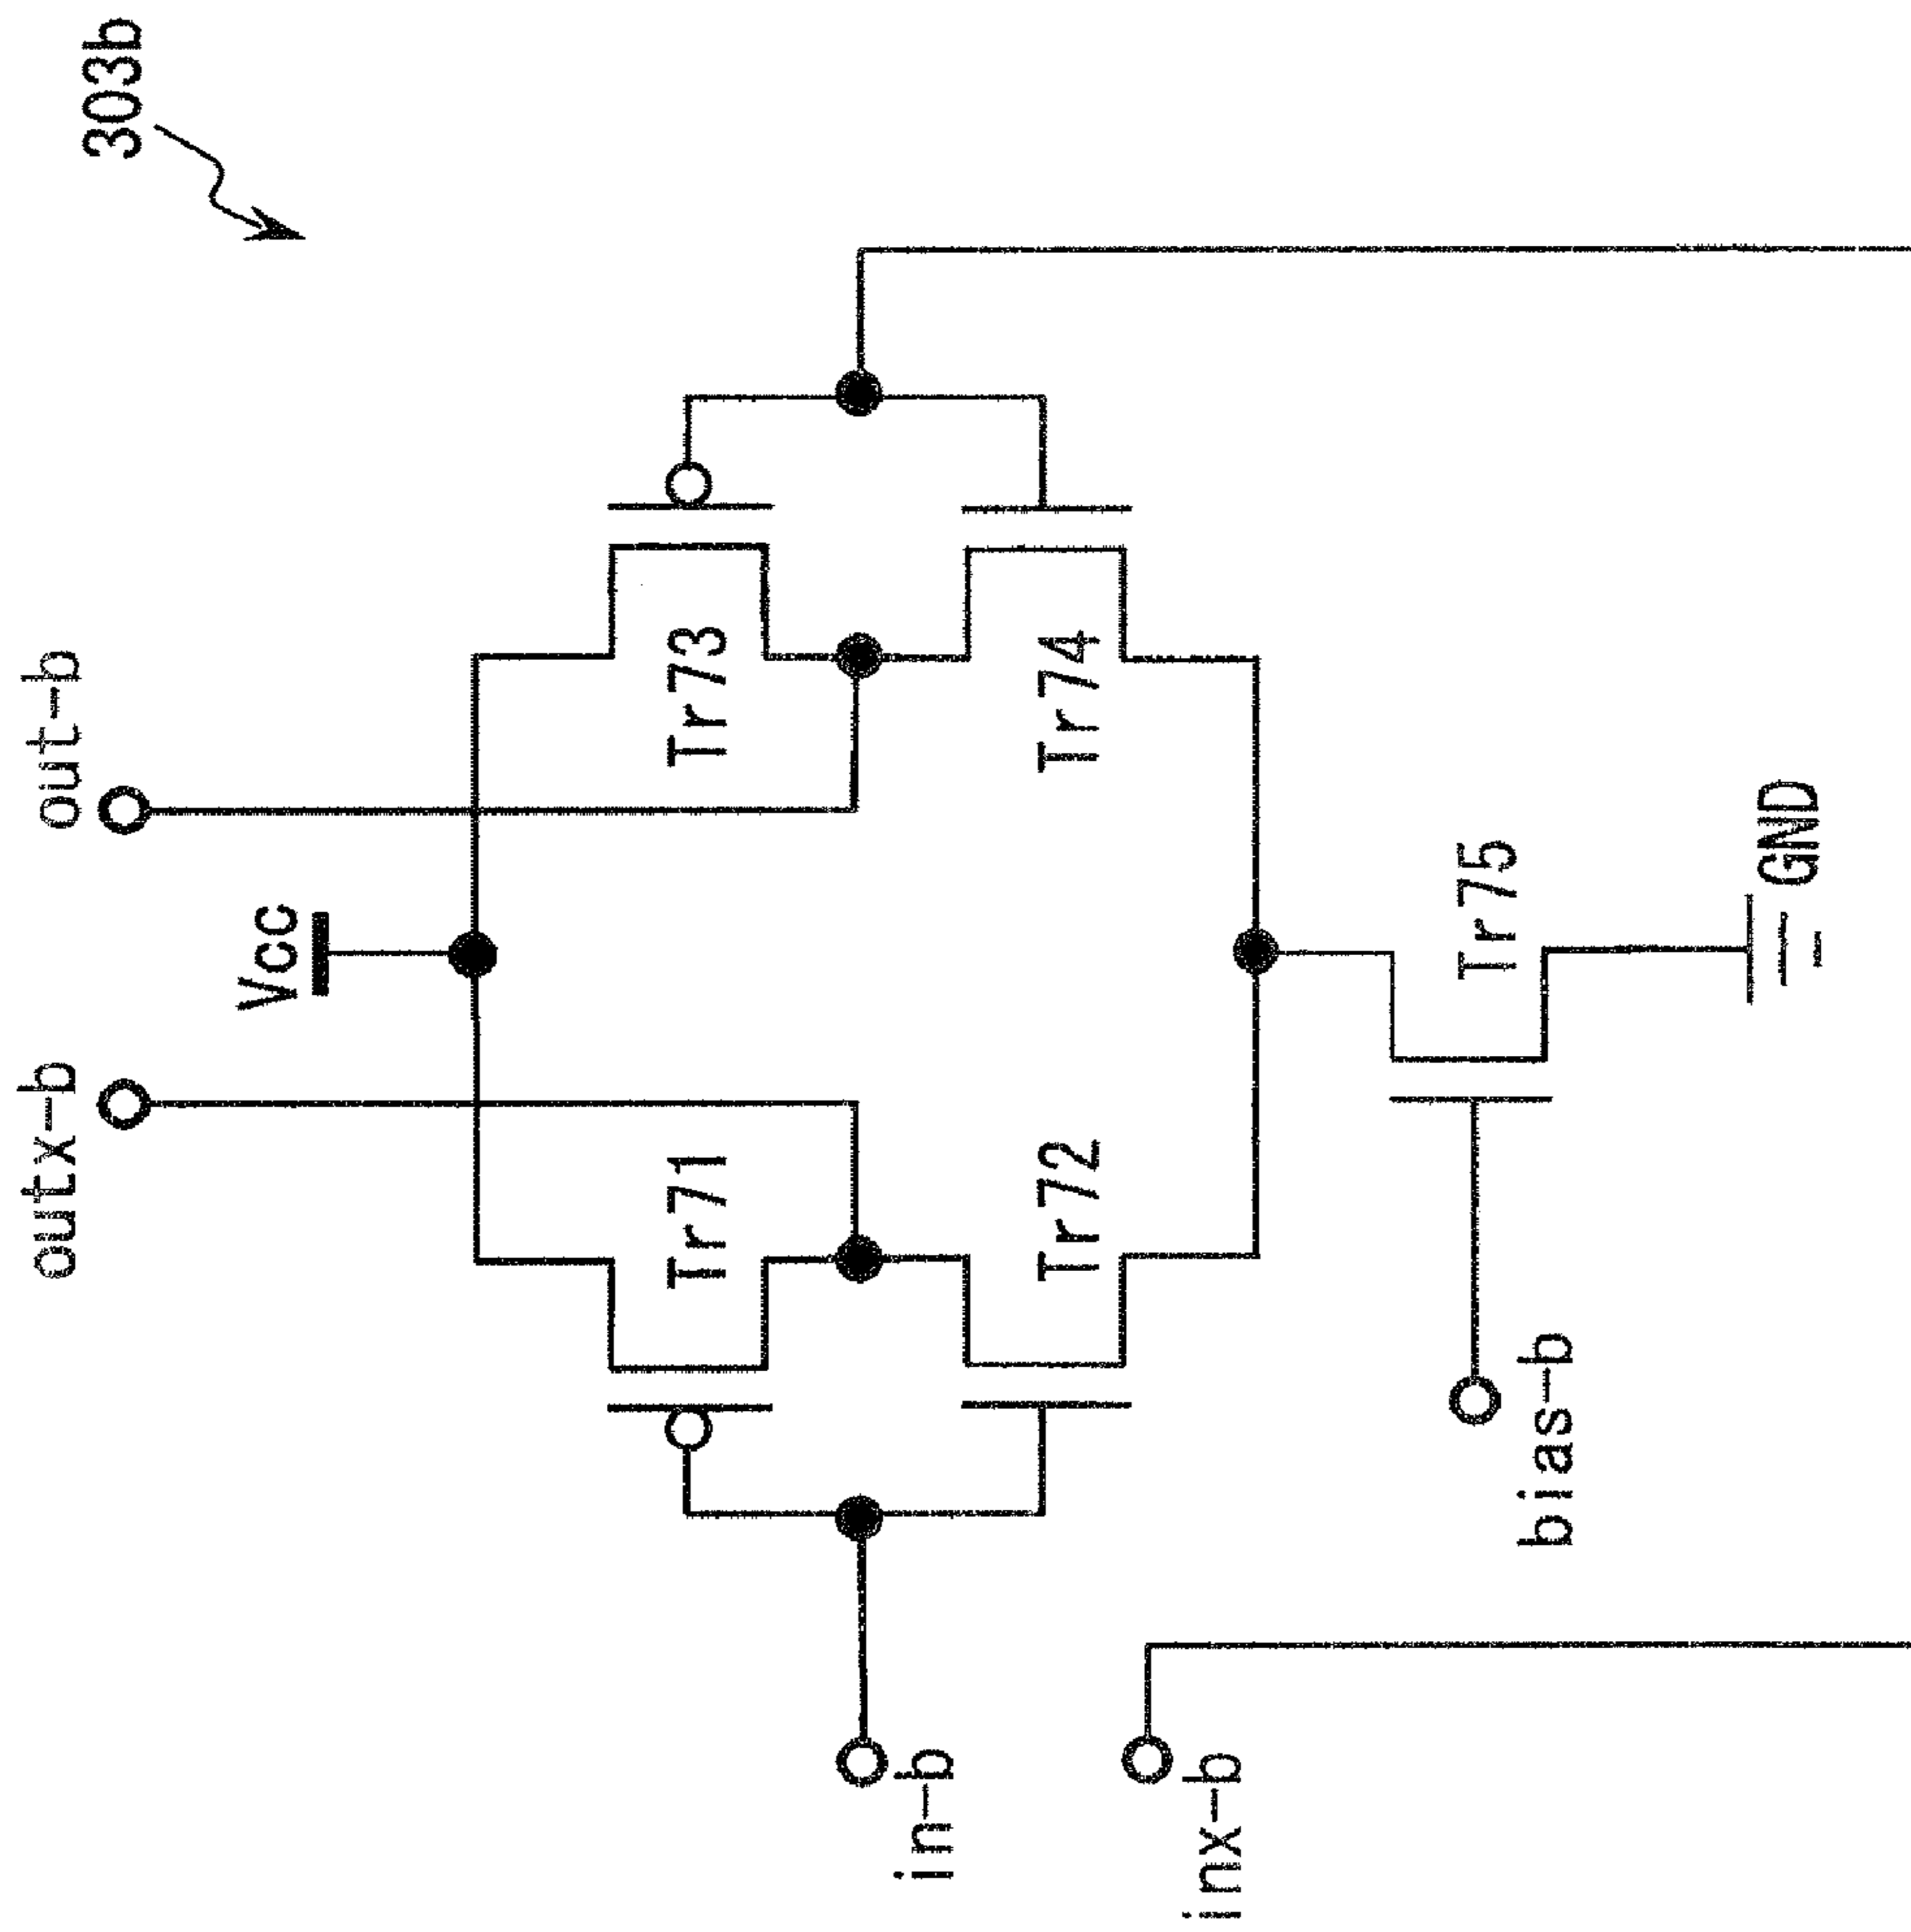 303b
out-b
outx-b
Vcc
Tr73
Tr71
Tr74
Tr72
in-b
inx-b
Tr75
bias-b
GND